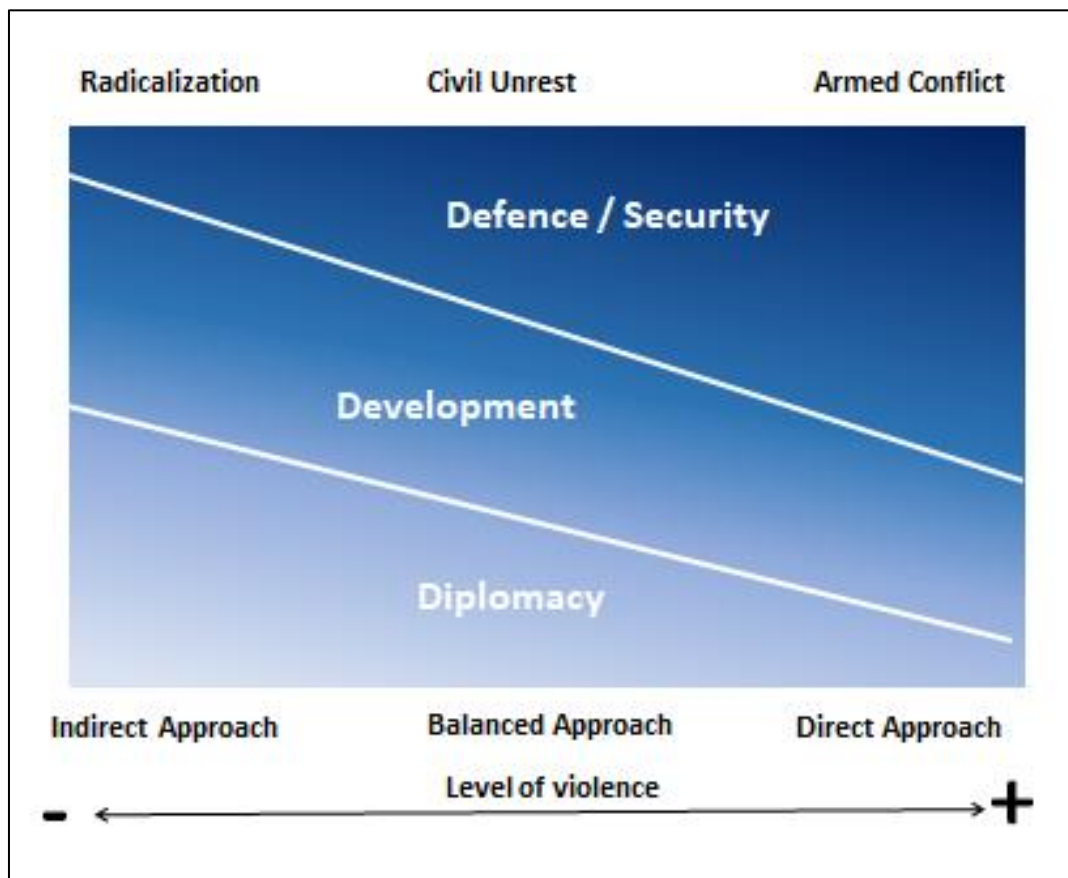 Radicalization
Civil Unrest
Armed Conflict
Defence / Security
Development
Diplomacy
Indirect Approach
Balanced Approach
Direct Approach
Level of violence
- +